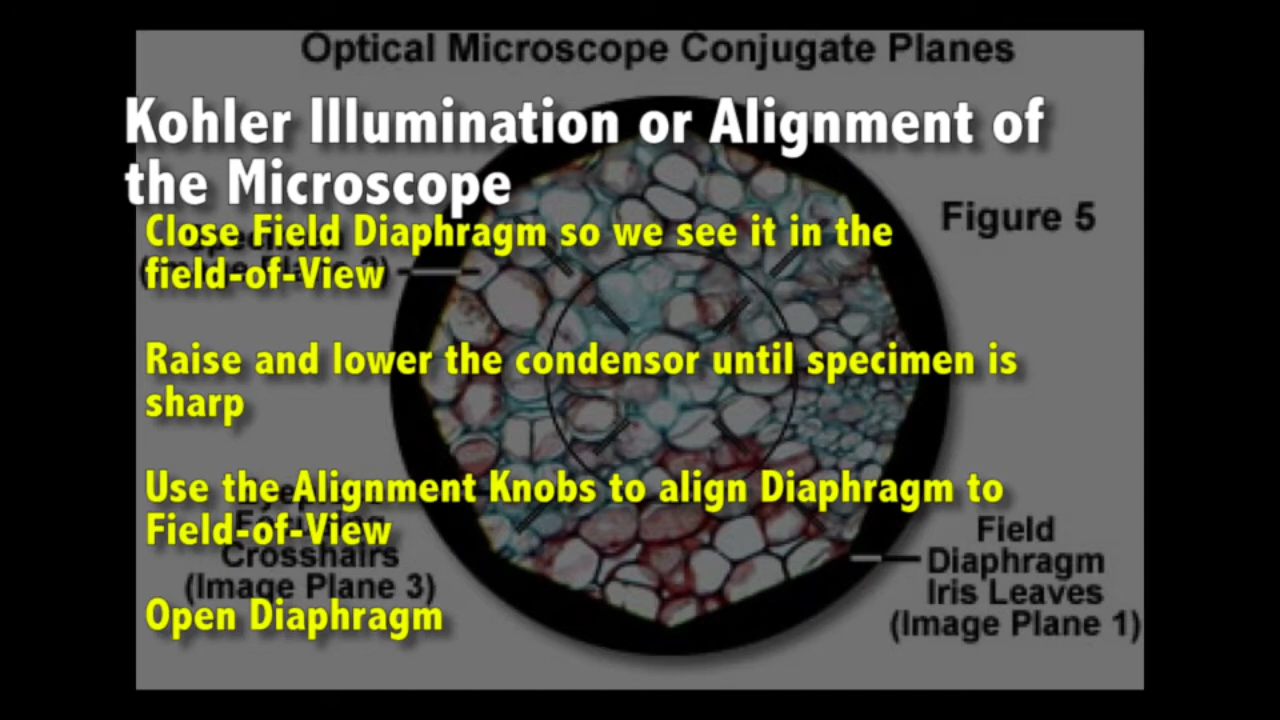 Optical Microscope Conjugate Planes
Kohler Illumination or Alignment of
the Microscope
Figure 5
Close Field Diaphragm so we see it in the
field-of-View
Raise and lower the condensor until specimen is
sharp
Use the Alignment Knobs to align Diaphragm to
Field-of-View
Open Diaphragm
Crosshairs
(Image Plane 3)
Field
Diaphragm
Iris Leaves
(Image Plane 1)